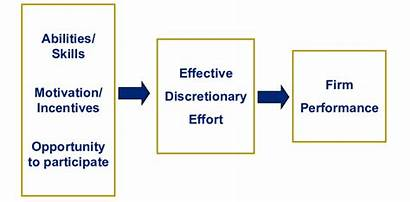 Abilities/
Skills
Motivation/
Incentives
Opportunity
to participate
Effective
Discretionary
Effort
Firm
Performance